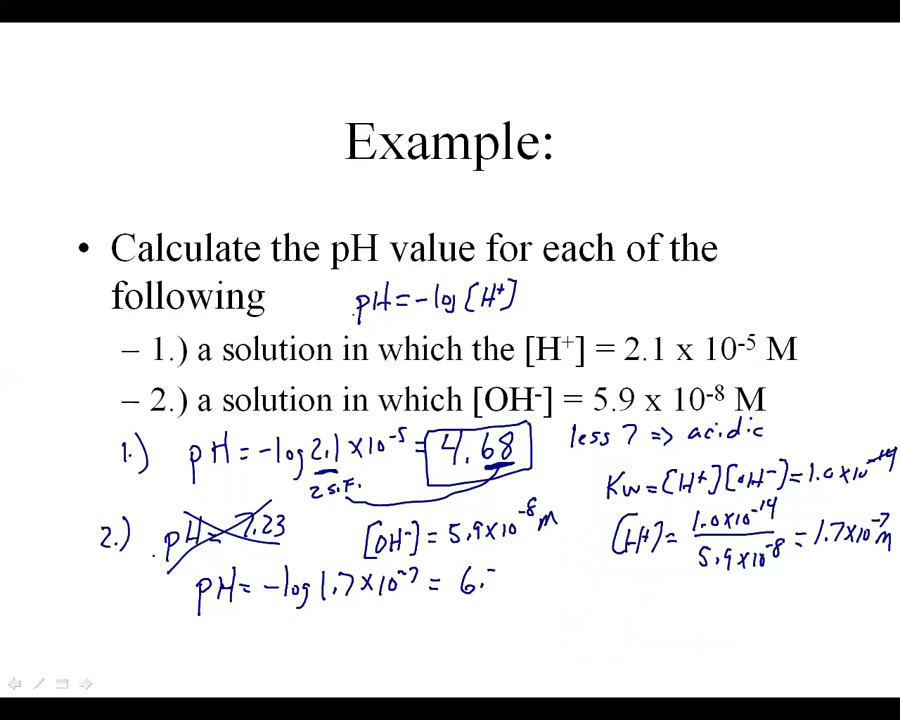 Example:
• Calculate the pH value for each of the
following pH = -log [H⁺]
– 1.) a solution in which the [H⁺] = 2.1 x 10⁻⁵ M
– 2.) a solution in which [OH⁻] = 5.9 x 10⁻⁸ M
less 7 => acidic
1.) pH = -log 2.1 x 10⁻⁵ = 4.68
2 S.F.
Kw = [H⁺][OH⁻] = 1.0 x 10⁻¹⁴
2.) pH = 7.23 [OH⁻] = 5.9 x 10⁻⁸ M
[H⁺] = 1.0 x 10⁻¹⁴ / 5.9 x 10⁻⁸ = 1.7 x 10⁻⁷ M
pH = -log 1.7 x 10⁻⁷ = 6.